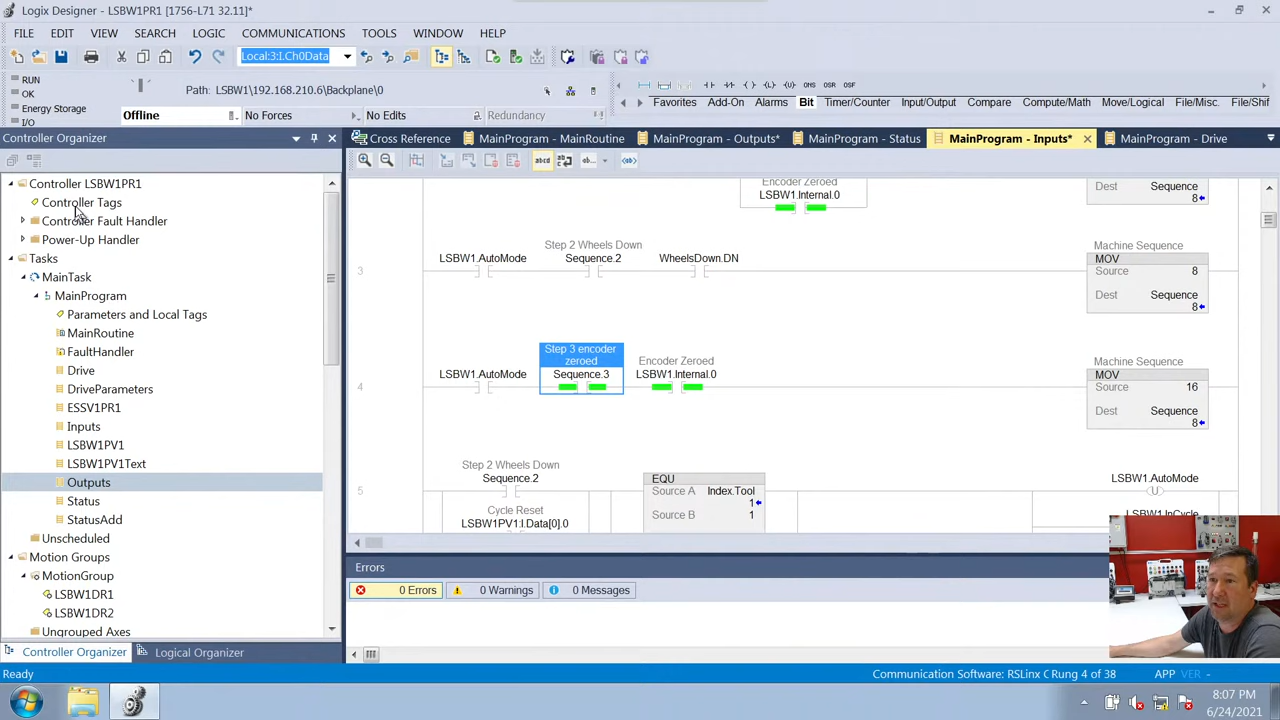 Logix Designer - LSBW1PR1 [1756-L71 32.11]*
FILE EDIT VIEW SEARCH LOGIC COMMUNICATIONS TOOLS WINDOW HELP
Local:3:I.Ch0Data
RUN
OK
Energy Storage
I/O
Path: LSBW1\192.168.210.6\Backplane\0
Offline No Forces No Edits Redundancy
Favorites Add-On Alarms Bit Timer/Counter Input/Output Compare Compute/Math Move/Logical File/Misc. File/Shif
Controller Organizer
Cross Reference MainProgram - MainRoutine MainProgram - Outputs* MainProgram - Status MainProgram - Inputs* MainProgram - Drive
Controller LSBW1PR1
Controller Tags
Controller Fault Handler
Power-Up Handler
Tasks
MainTask
MainProgram
Parameters and Local Tags
MainRoutine
FaultHandler
Drive
DriveParameters
ESSV1PR1
Inputs
LSBW1PV1
LSBW1PV1Text
Outputs
Status
StatusAdd
Unscheduled
Motion Groups
MotionGroup
LSBW1DR1
LSBW1DR2
Ungrouped Axes
Controller Organizer Logical Organizer
Encoder Zeroed
LSBW1.Internal.0
Dest Sequence
8
3
LSBW1.AutoMode
Step 2 Wheels Down
Sequence.2
WheelsDown.DN
Machine Sequence
MOV
Source 8
Dest Sequence
8
4
LSBW1.AutoMode
Step 3 encoder
zeroed
Sequence.3
Encoder Zeroed
LSBW1.Internal.0
Machine Sequence
MOV
Source 16
Dest Sequence
8
5
Step 2 Wheels Down
Sequence.2
Cycle Reset
LSBW1PV1:I.Data[0].0
EQU
Source A Index.Tool
1
Source B 1
LSBW1.AutoMode
U
LSBW1.InCycle
Errors
0 Errors 0 Warnings 0 Messages
Ready
Communication Software: RSLinx C Rung 4 of 38 APP VER -
8:07 PM
6/24/2021